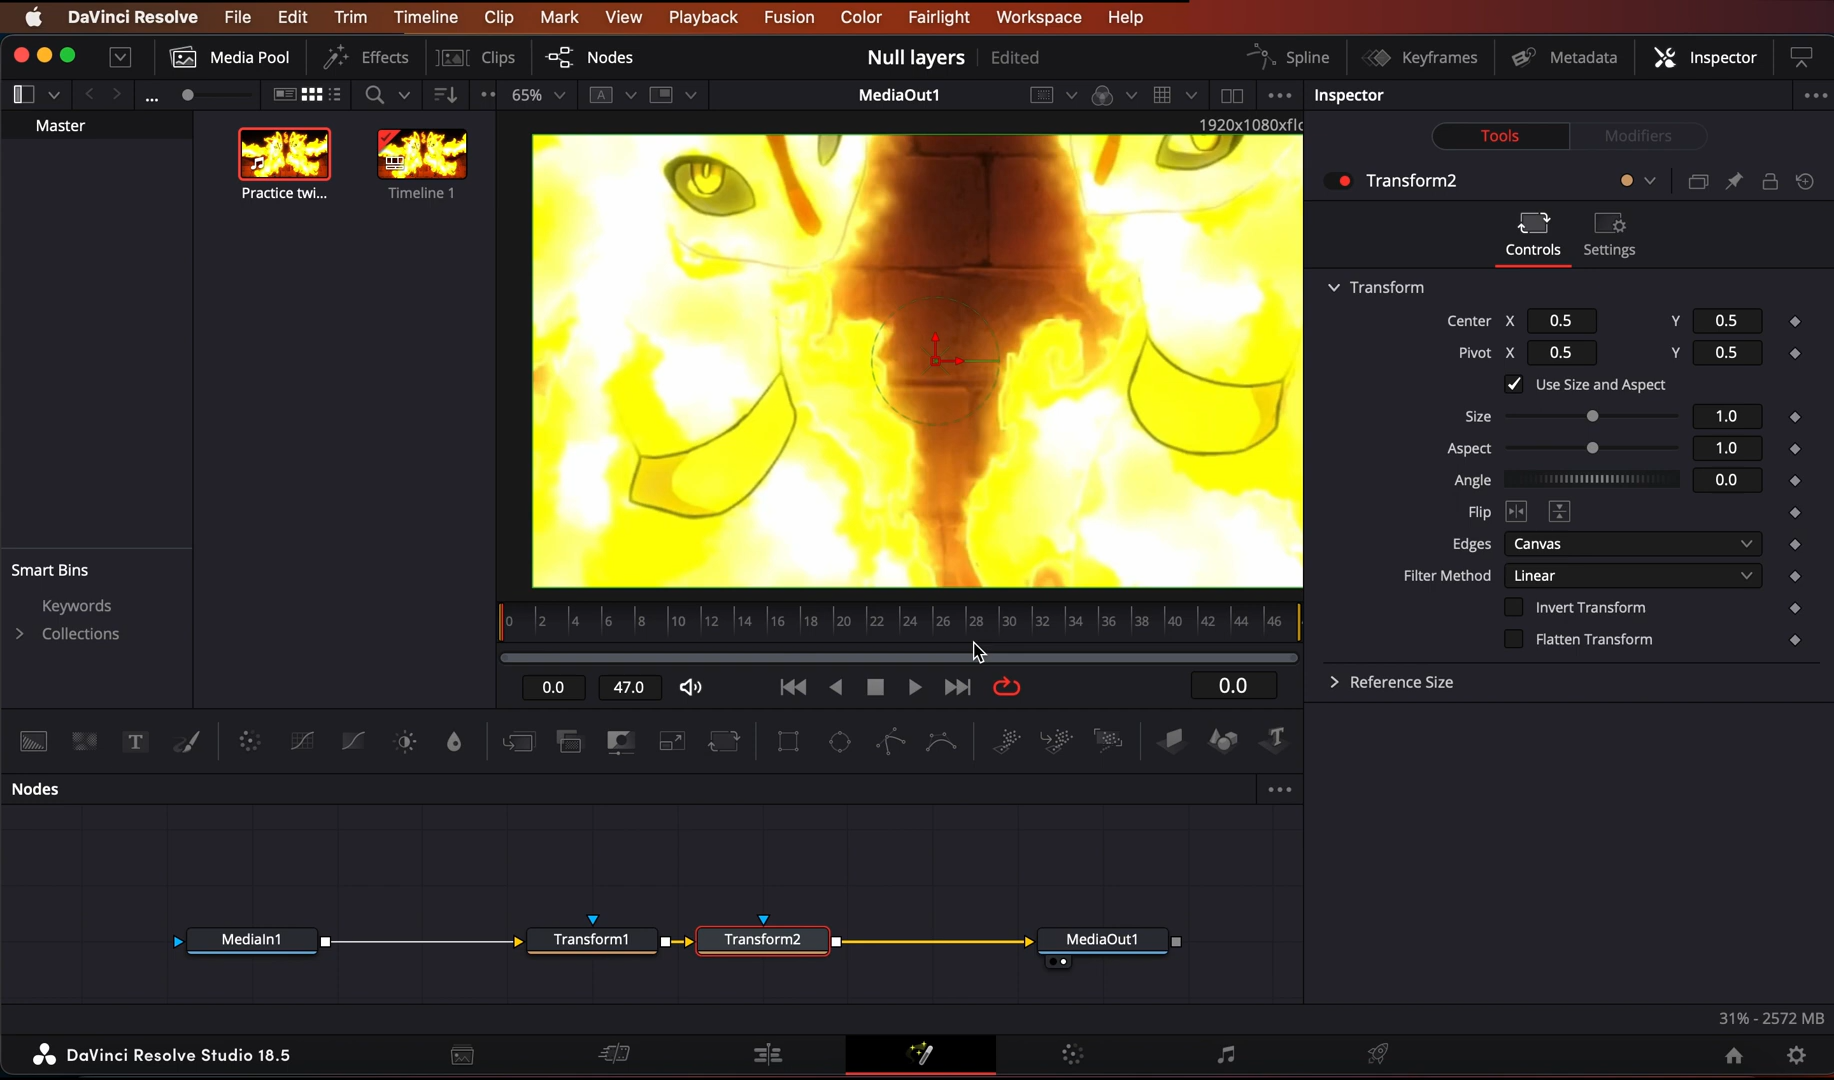 DaVinci Resolve File Edit Trim Timeline Clip Mark View Playback Fusion Color Fairlight Workspace Help
Media Pool Effects Clips Nodes Null layers Edited Spline Keyframes Metadata Inspector
... 65% A MediaOut1 ... Inspector ...
Master
1920x1080xflo
Tools Modifiers
Practice twi... Timeline 1
Transform2
Controls Settings
Transform
Center X 0.5 Y 0.5
Pivot X 0.5 Y 0.5
Use Size and Aspect
Size 1.0
Aspect 1.0
Angle 0.0
Flip
Edges Canvas
Filter Method Linear
Invert Transform
Flatten Transform
Reference Size
Smart Bins
Keywords
Collections
0 2 4 6 8 10 12 14 16 18 20 22 24 26 28 30 32 34 36 38 40 42 44 46
0.0 47.0 0.0
T T
Nodes ...
MediaIn1 Transform1 Transform2 MediaOut1
31% - 2572 MB
DaVinci Resolve Studio 18.5